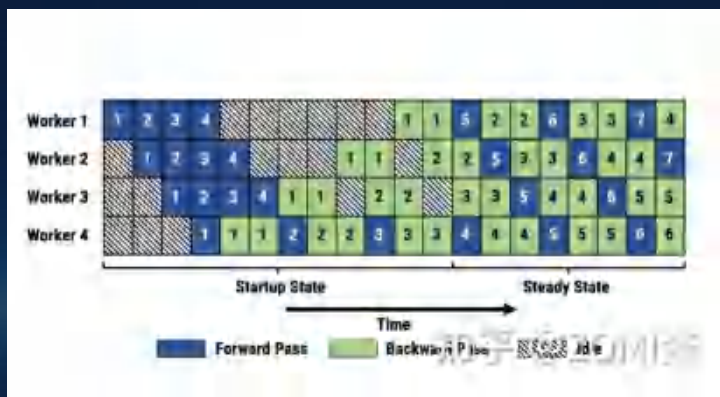 Worker 1 1 2 3 4 1 1 5 2 2 6 3 3 7 4
Worker 2 1 2 3 4 1 1 2 2 5 3 3 6 4 4 7
Worker 3 1 2 3 4 1 1 2 2 3 3 5 4 4 6 5 5
Worker 4 1 1 1 2 2 2 3 3 3 4 4 4 5 5 5 6 6
Startup State Steady State
Time
Forward Pass Backward Pass Idle